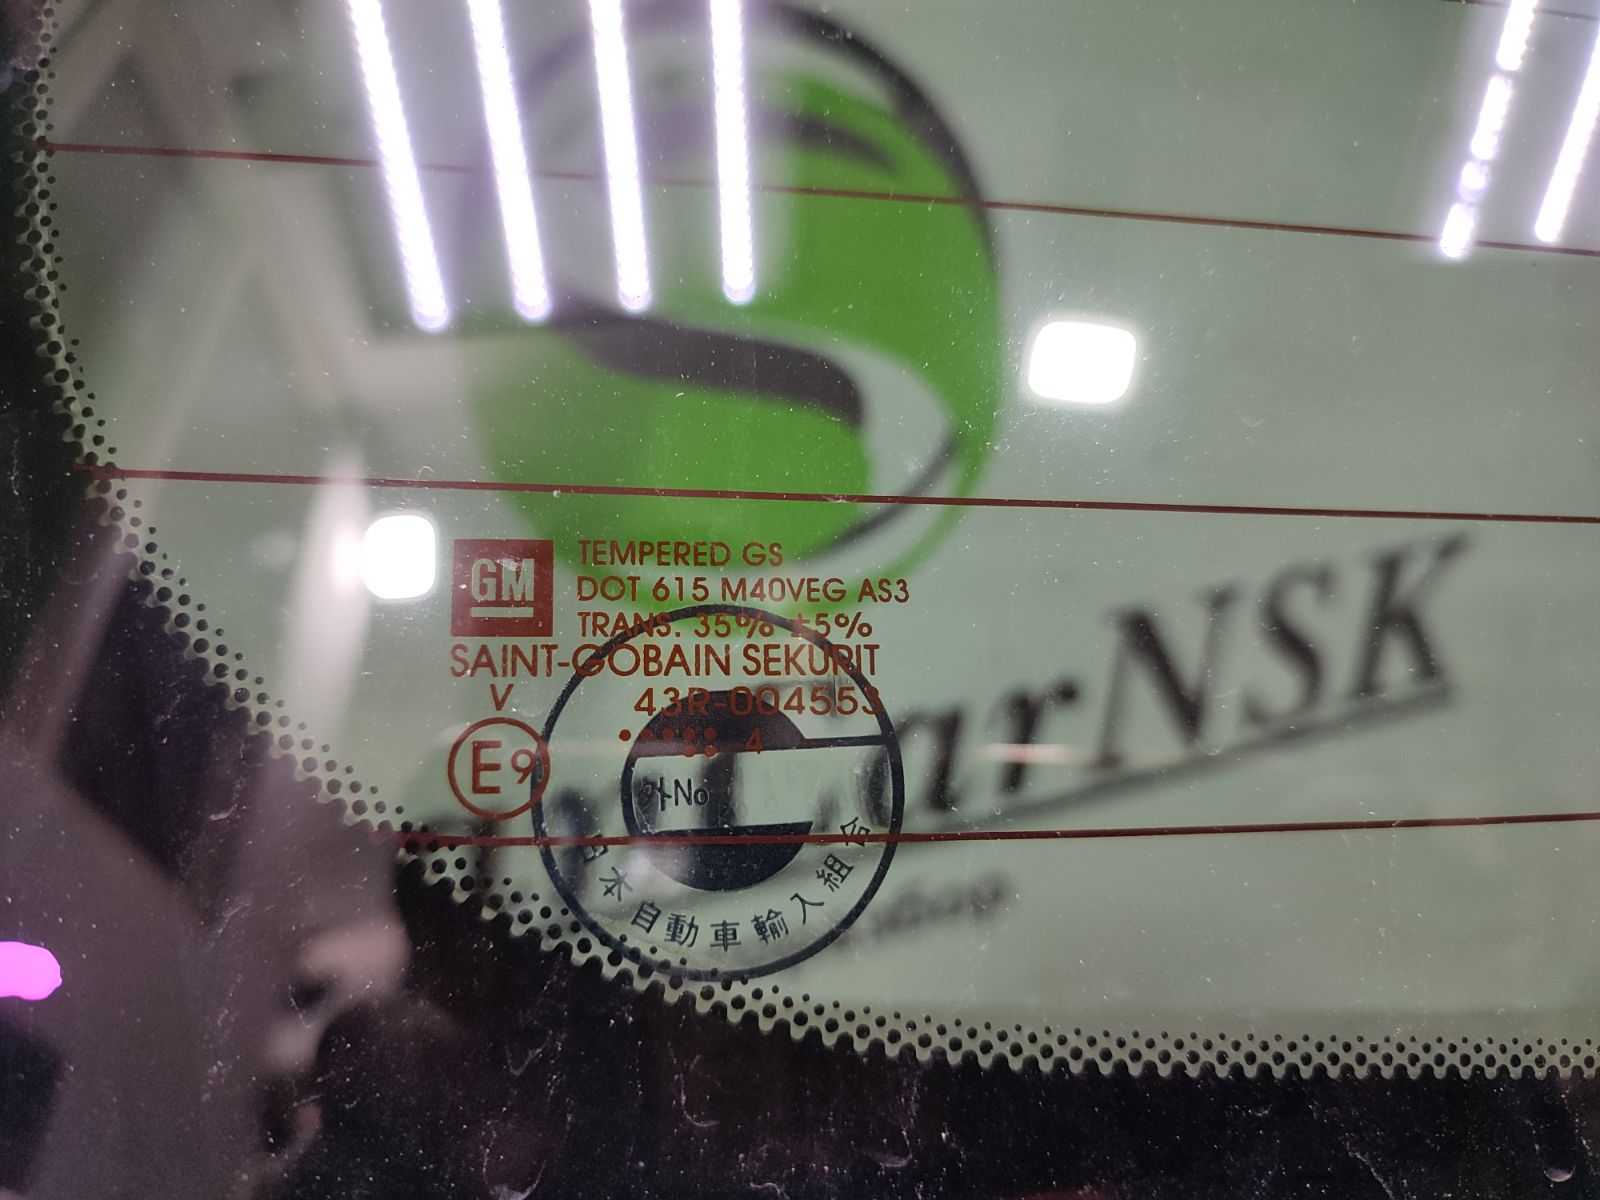 GM
TEMPERED GS
DOT 615 M40VEG AS3
TRANS. 35% ±5%
SAINT-GOBAIN SEKURIT
V 43R-004553
E9
4
外No
日本自動車輸入組合
arNSK